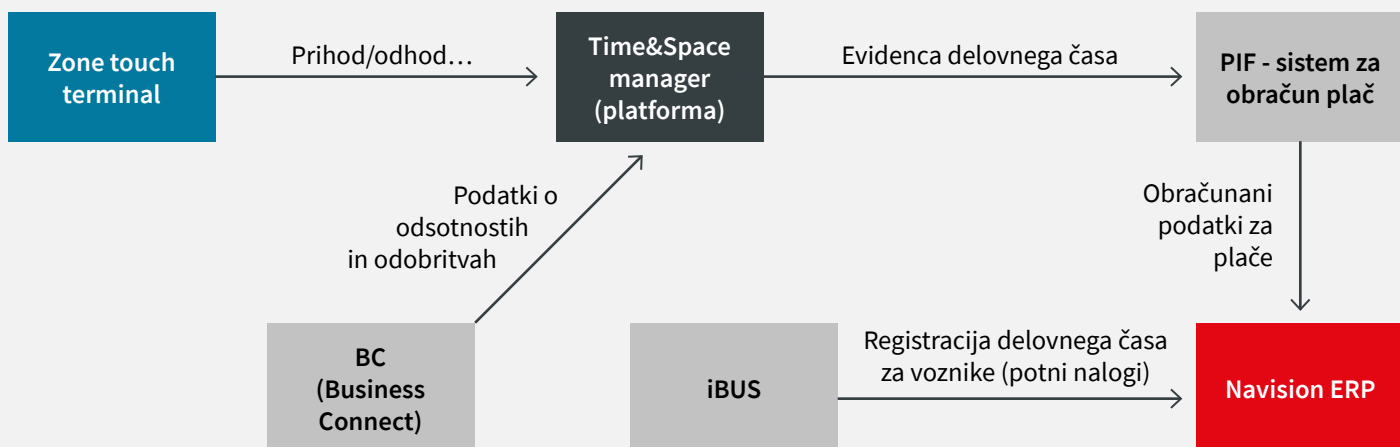 Zone touch
terminal
Prihod/odhod…
Time&Space
manager
(platforma)
Evidenca delovnega časa
PIF - sistem za
obračun plač
Podatki o
odsotnostih
in odobritvah
Obračunani
podatki za
plače
BC
(Business
Connect)
iBUS
Registracija delovnega časa
za voznike (potni nalogi)
Navision ERP